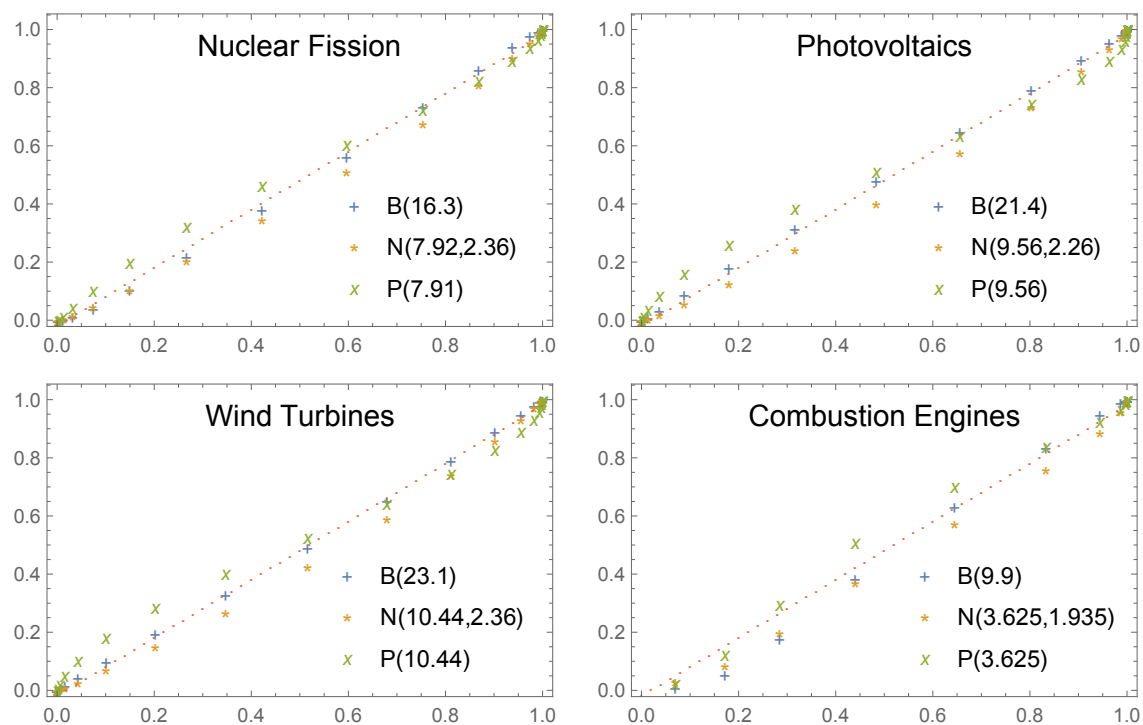 Nuclear Fission
1.0
0.8
0.6
0.4
0.2
0.0
B(16.3)
N(7.92,2.36)
P(7.91)
0.0 0.2 0.4 0.6 0.8 1.0
Photovoltaics
1.0
0.8
0.6
0.4
0.2
0.0
B(21.4)
N(9.56,2.26)
P(9.56)
0.0 0.2 0.4 0.6 0.8 1.0
Wind Turbines
1.0
0.8
0.6
0.4
0.2
0.0
B(23.1)
N(10.44,2.36)
P(10.44)
0.0 0.2 0.4 0.6 0.8 1.0
Combustion Engines
1.0
0.8
0.6
0.4
0.2
0.0
B(9.9)
N(3.625,1.935)
P(3.625)
0.0 0.2 0.4 0.6 0.8 1.0